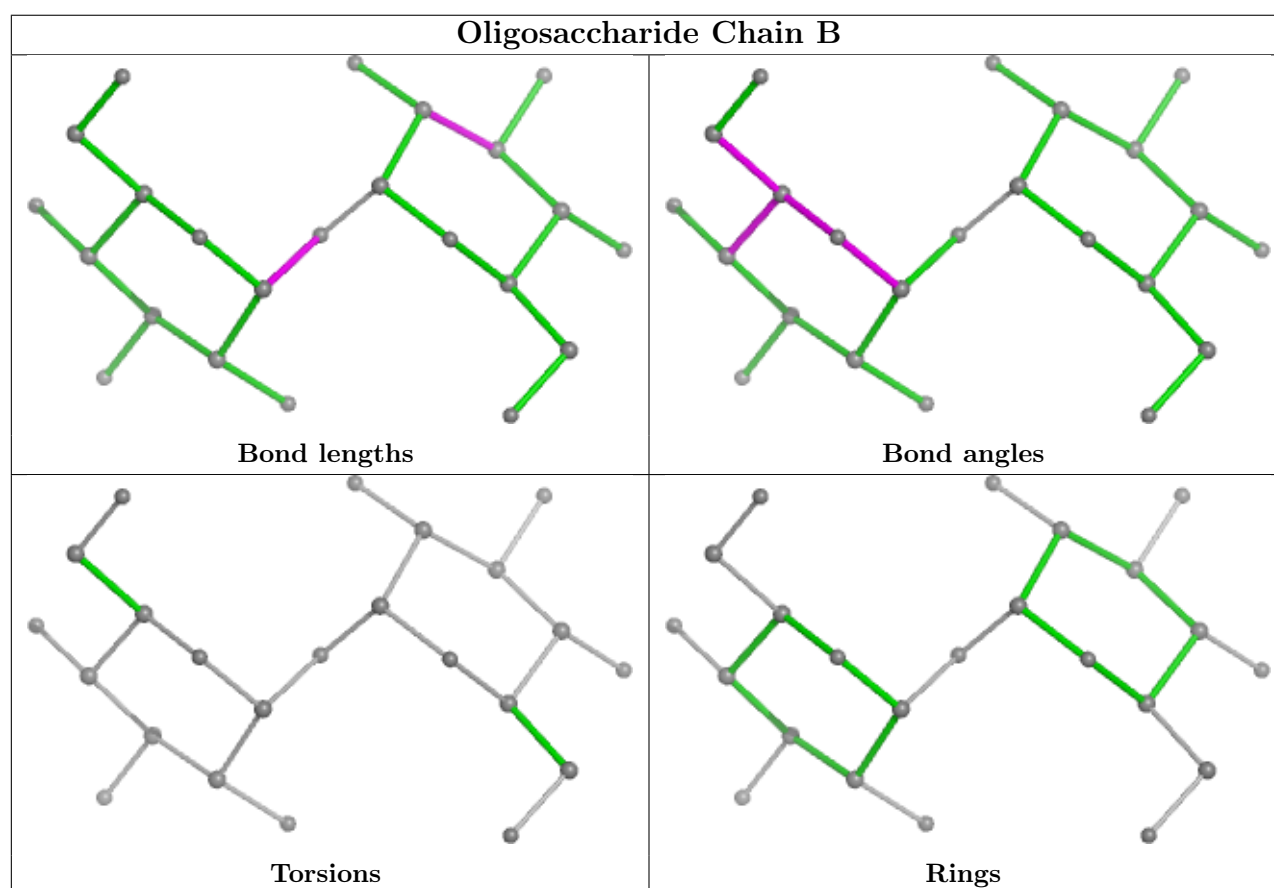 Oligosaccharide Chain B
Bond lengths
Bond angles
Torsions
Rings